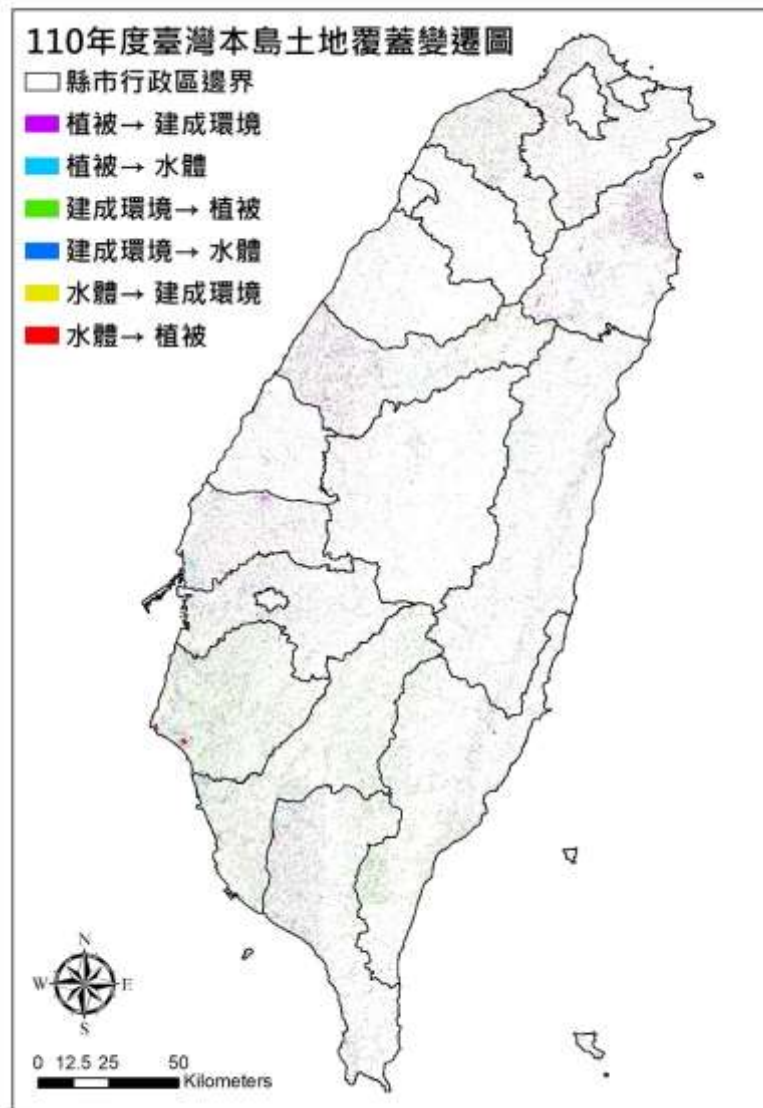 110年度臺灣本島土地覆蓋變遷圖
縣市行政區邊界
植被→ 建成環境
植被→ 水體
建成環境→ 植被
建成環境→ 水體
水體→ 建成環境
水體→ 植被
N
W E
S
0 12.5 25 50
Kilometers